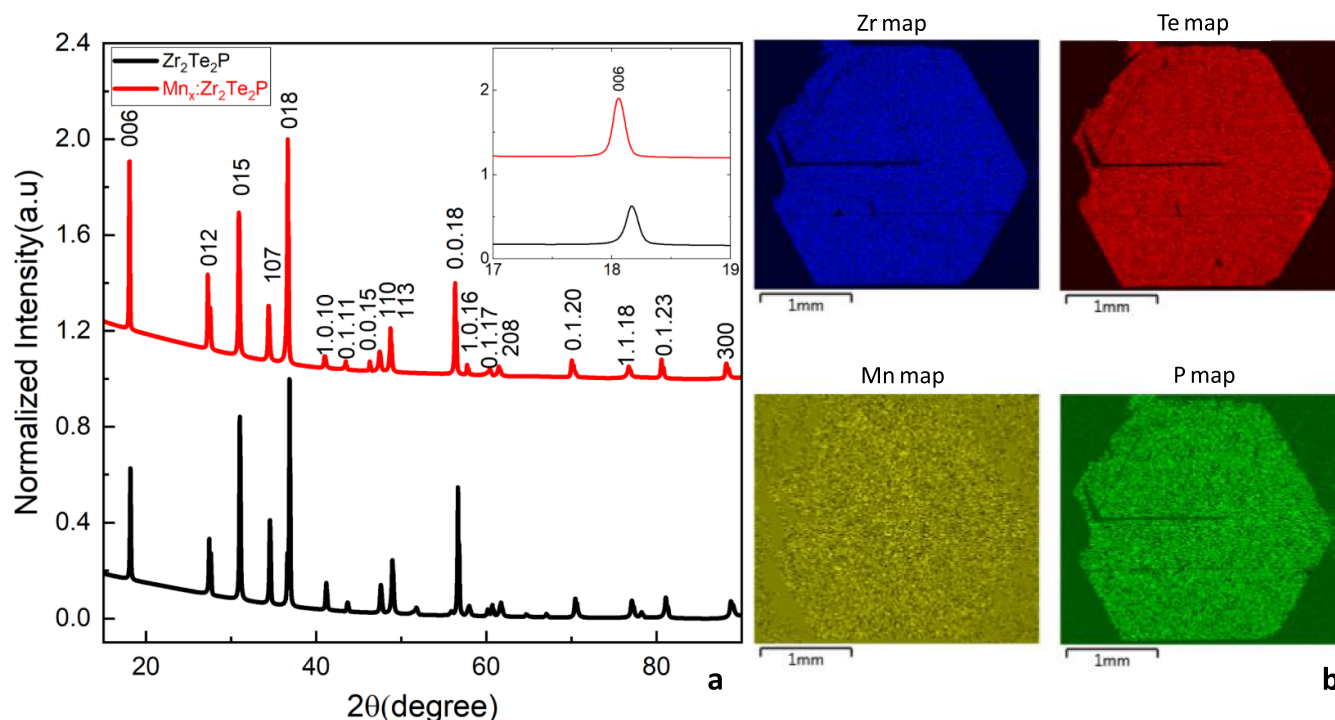 Zr map
Te map
2.4
2.0
1.6
1.2
0.8
0.4
0.0
Normalized Intensity(a.u)
Zr₂Te₂P
Mnₓ:Zr₂Te₂P
006
012
015
107
018
1.0.10
0.1.11
0.0.15
110
113
0.0.18
1.0.16
0.1.17
208
0.1.20
1.1.18
0.1.23
300
2
1
0
006
17
18
19
20
40
60
80
2θ(degree)
a
1mm
1mm
Mn map
P map
1mm
1mm
b